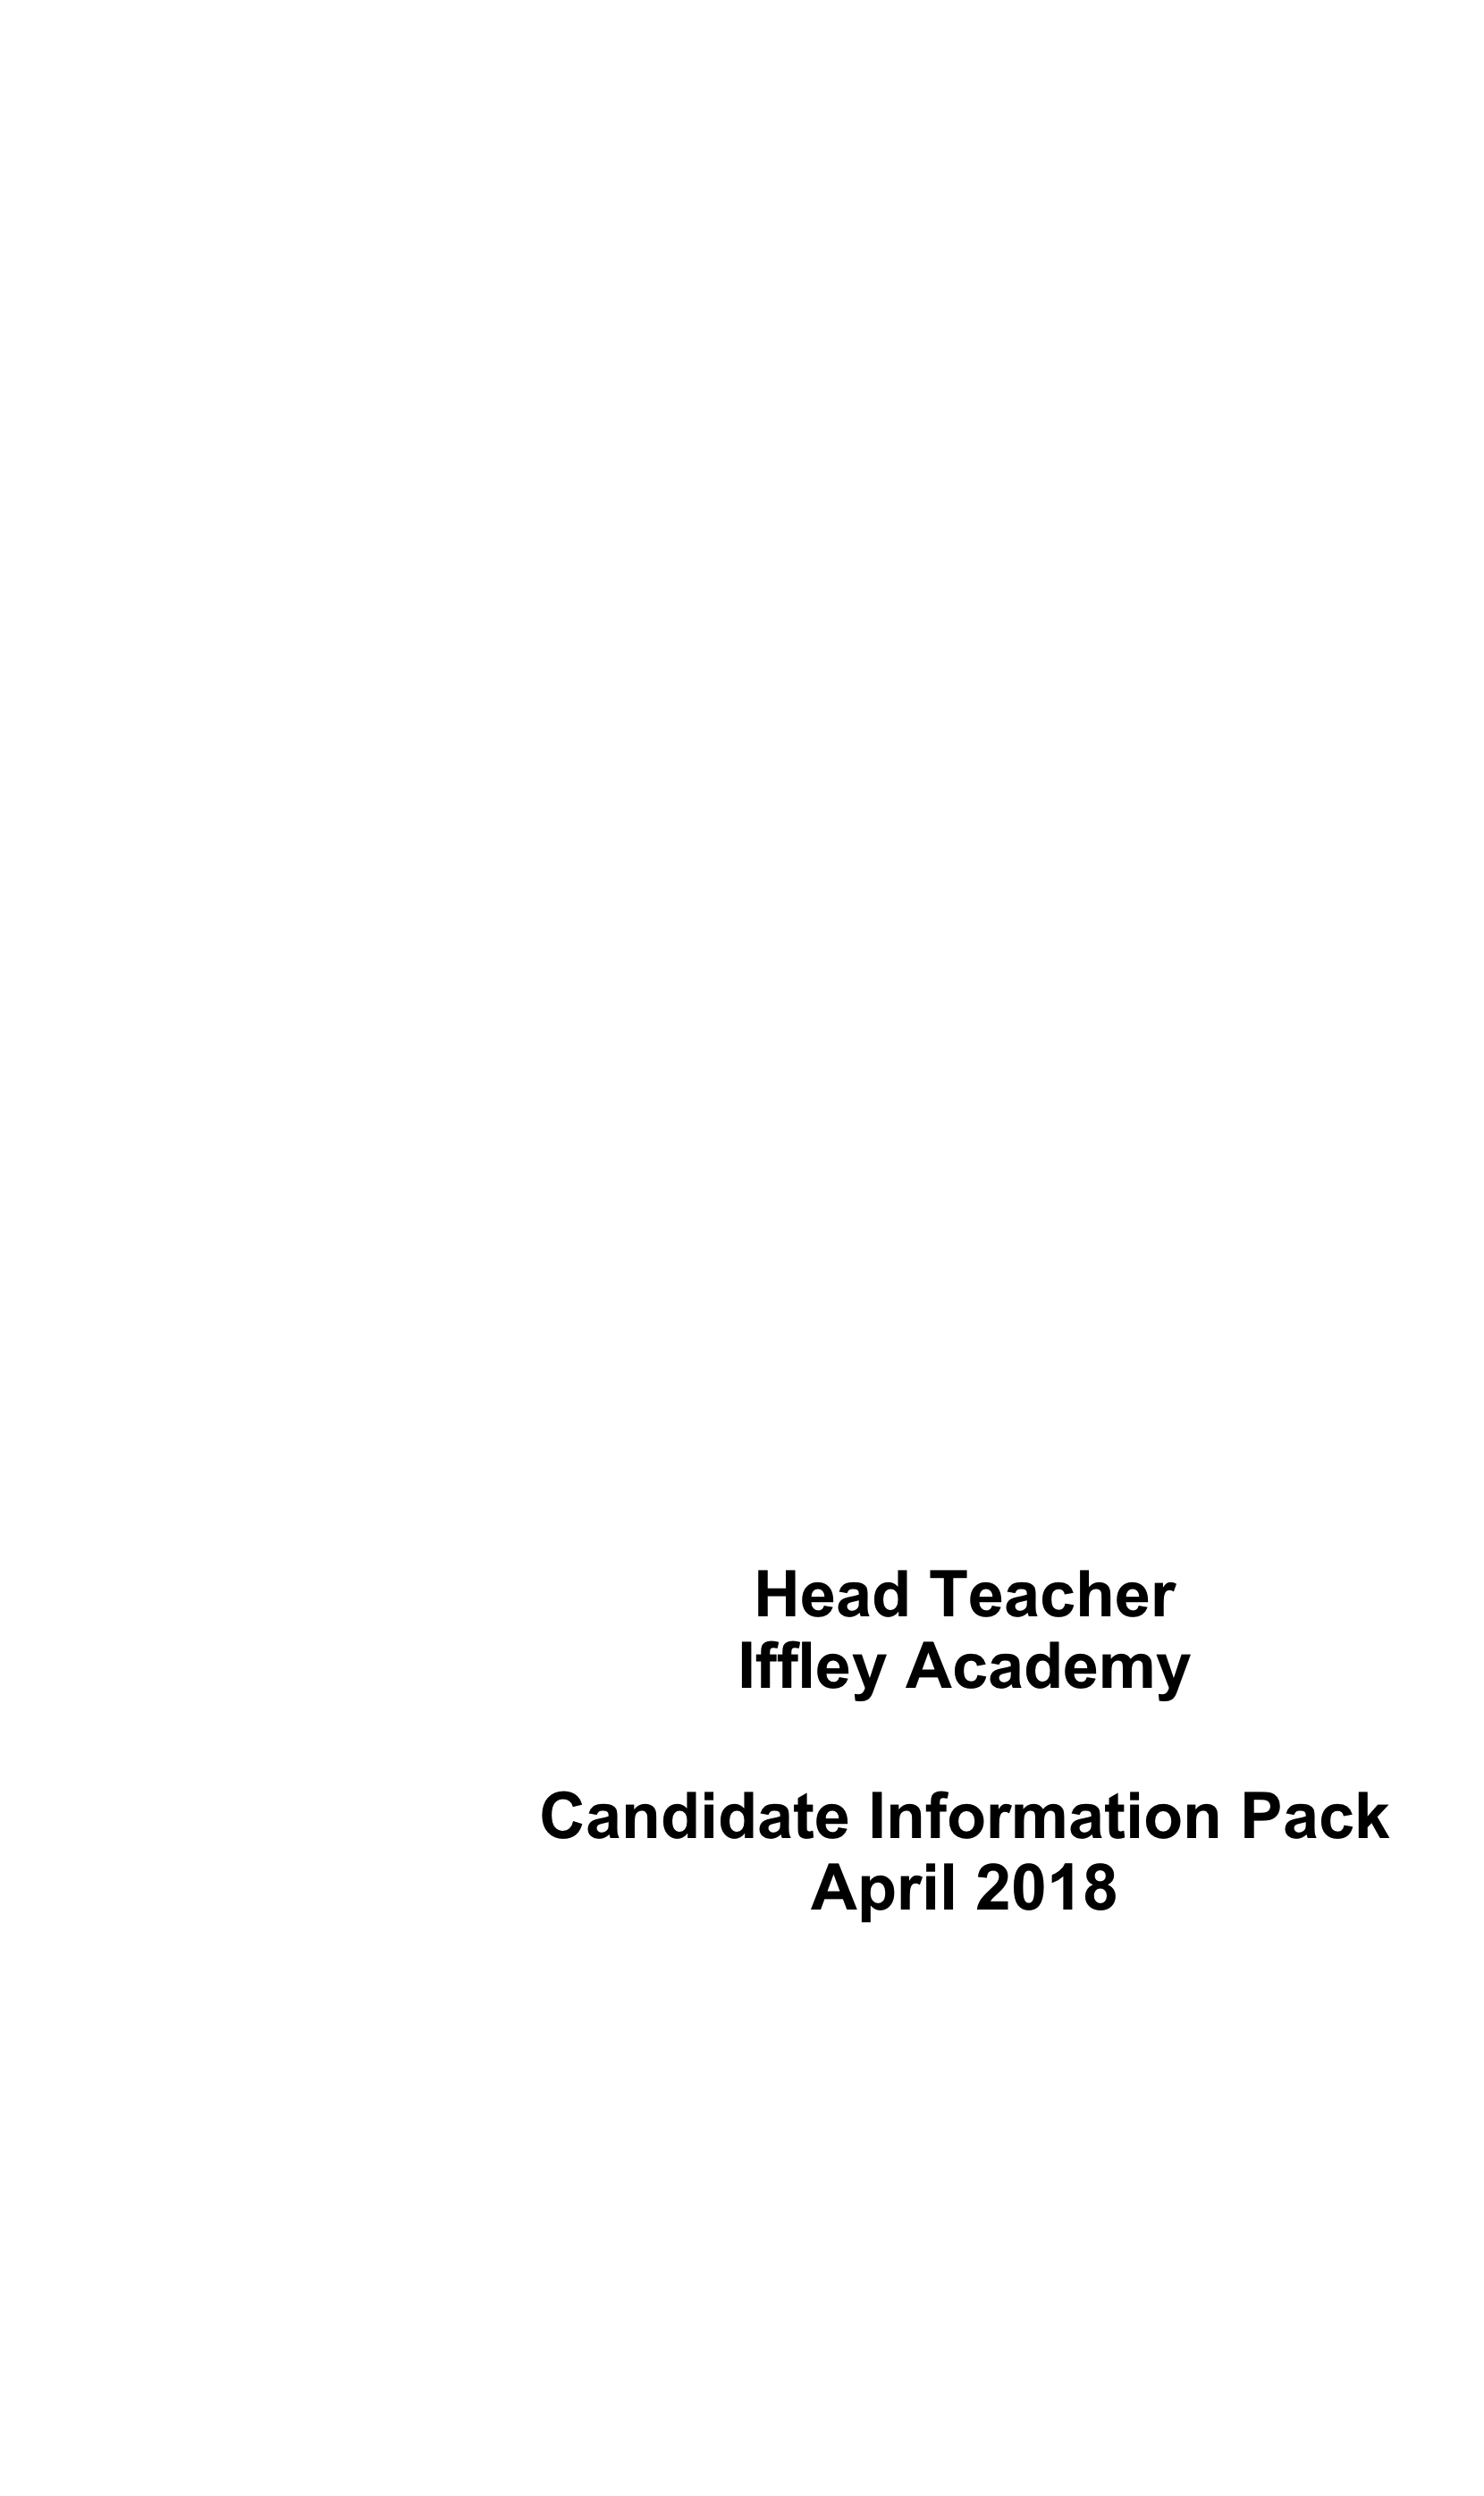 Head Teacher
Iffley Academy
Candidate Information Pack
April 2018